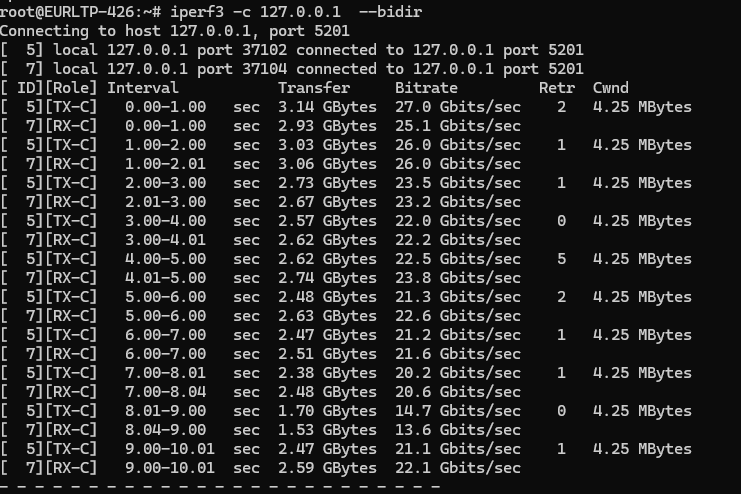 root@EURLTP-426:~# iperf3 -c 127.0.0.1  --bidir
Connecting to host 127.0.0.1, port 5201
[  5] local 127.0.0.1 port 37102 connected to 127.0.0.1 port 5201
[  7] local 127.0.0.1 port 37104 connected to 127.0.0.1 port 5201
[ ID][Role] Interval           Transfer     Bitrate         Retr  Cwnd
[  5][TX-C]   0.00-1.00   sec  3.14 GBytes  27.0 Gbits/sec    2   4.25 MBytes
[  7][RX-C]   0.00-1.00   sec  2.93 GBytes  25.1 Gbits/sec
[  5][TX-C]   1.00-2.00   sec  3.03 GBytes  26.0 Gbits/sec    1   4.25 MBytes
[  7][RX-C]   1.00-2.01   sec  3.06 GBytes  26.0 Gbits/sec
[  5][TX-C]   2.00-3.00   sec  2.73 GBytes  23.5 Gbits/sec    1   4.25 MBytes
[  7][RX-C]   2.01-3.00   sec  2.67 GBytes  23.2 Gbits/sec
[  5][TX-C]   3.00-4.00   sec  2.57 GBytes  22.0 Gbits/sec    0   4.25 MBytes
[  7][RX-C]   3.00-4.01   sec  2.62 GBytes  22.2 Gbits/sec
[  5][TX-C]   4.00-5.00   sec  2.62 GBytes  22.5 Gbits/sec    5   4.25 MBytes
[  7][RX-C]   4.01-5.00   sec  2.74 GBytes  23.8 Gbits/sec
[  5][TX-C]   5.00-6.00   sec  2.48 GBytes  21.3 Gbits/sec    2   4.25 MBytes
[  7][RX-C]   5.00-6.00   sec  2.63 GBytes  22.6 Gbits/sec
[  5][TX-C]   6.00-7.00   sec  2.47 GBytes  21.2 Gbits/sec    1   4.25 MBytes
[  7][RX-C]   6.00-7.00   sec  2.51 GBytes  21.6 Gbits/sec
[  5][TX-C]   7.00-8.01   sec  2.38 GBytes  20.2 Gbits/sec    1   4.25 MBytes
[  7][RX-C]   7.00-8.04   sec  2.48 GBytes  20.6 Gbits/sec
[  5][TX-C]   8.01-9.00   sec  1.70 GBytes  14.7 Gbits/sec    0   4.25 MBytes
[  7][RX-C]   8.04-9.00   sec  1.53 GBytes  13.6 Gbits/sec
[  5][TX-C]   9.00-10.01  sec  2.47 GBytes  21.1 Gbits/sec    1   4.25 MBytes
[  7][RX-C]   9.00-10.01  sec  2.59 GBytes  22.1 Gbits/sec
- - - - - - - - - - - - - - - - - - - - - - - - -